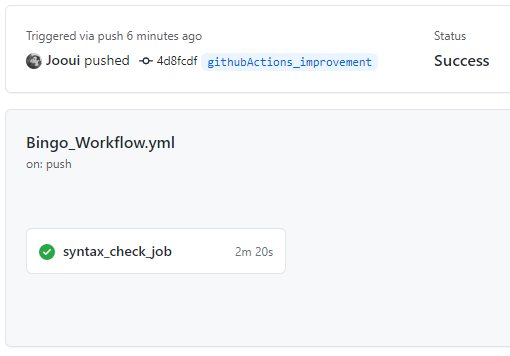 Triggered via push 6 minutes ago
Status
Jooui pushed 4d8fcdf githubActions_improvement
Success
Bingo_Workflow.yml
on: push
syntax_check_job 2m 20s